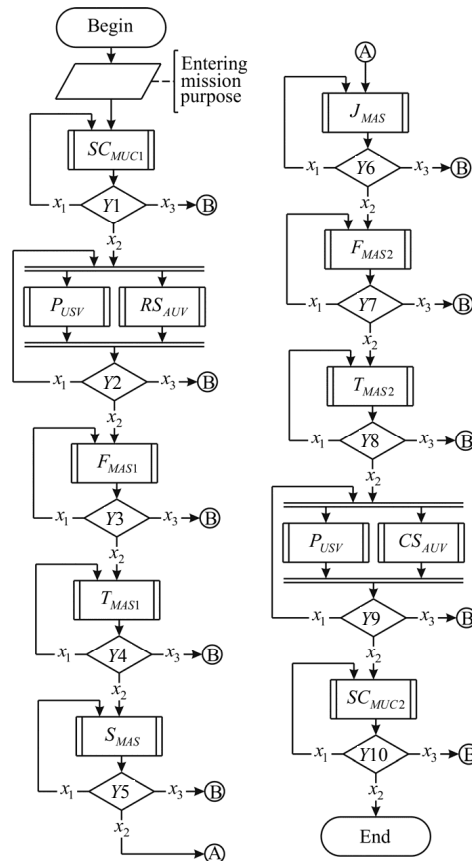 Begin
Entering
mission
purpose
SC_MUC1
x1 Y1 x3 B
x2
P_USV RS_AUV
x1 Y2 x3 B
x2
F_MAS1
x1 Y3 x3 B
x2
T_MAS1
x1 Y4 x3 B
x2
S_MAS
x1 Y5 x3 B
x2
A
A
J_MAS
x1 Y6 x3 B
x2
F_MAS2
x1 Y7 x3 B
x2
T_MAS2
x1 Y8 x3 B
x2
P_USV CS_AUV
x1 Y9 x3 B
x2
SC_MUC2
x1 Y10 x3 B
x2
End